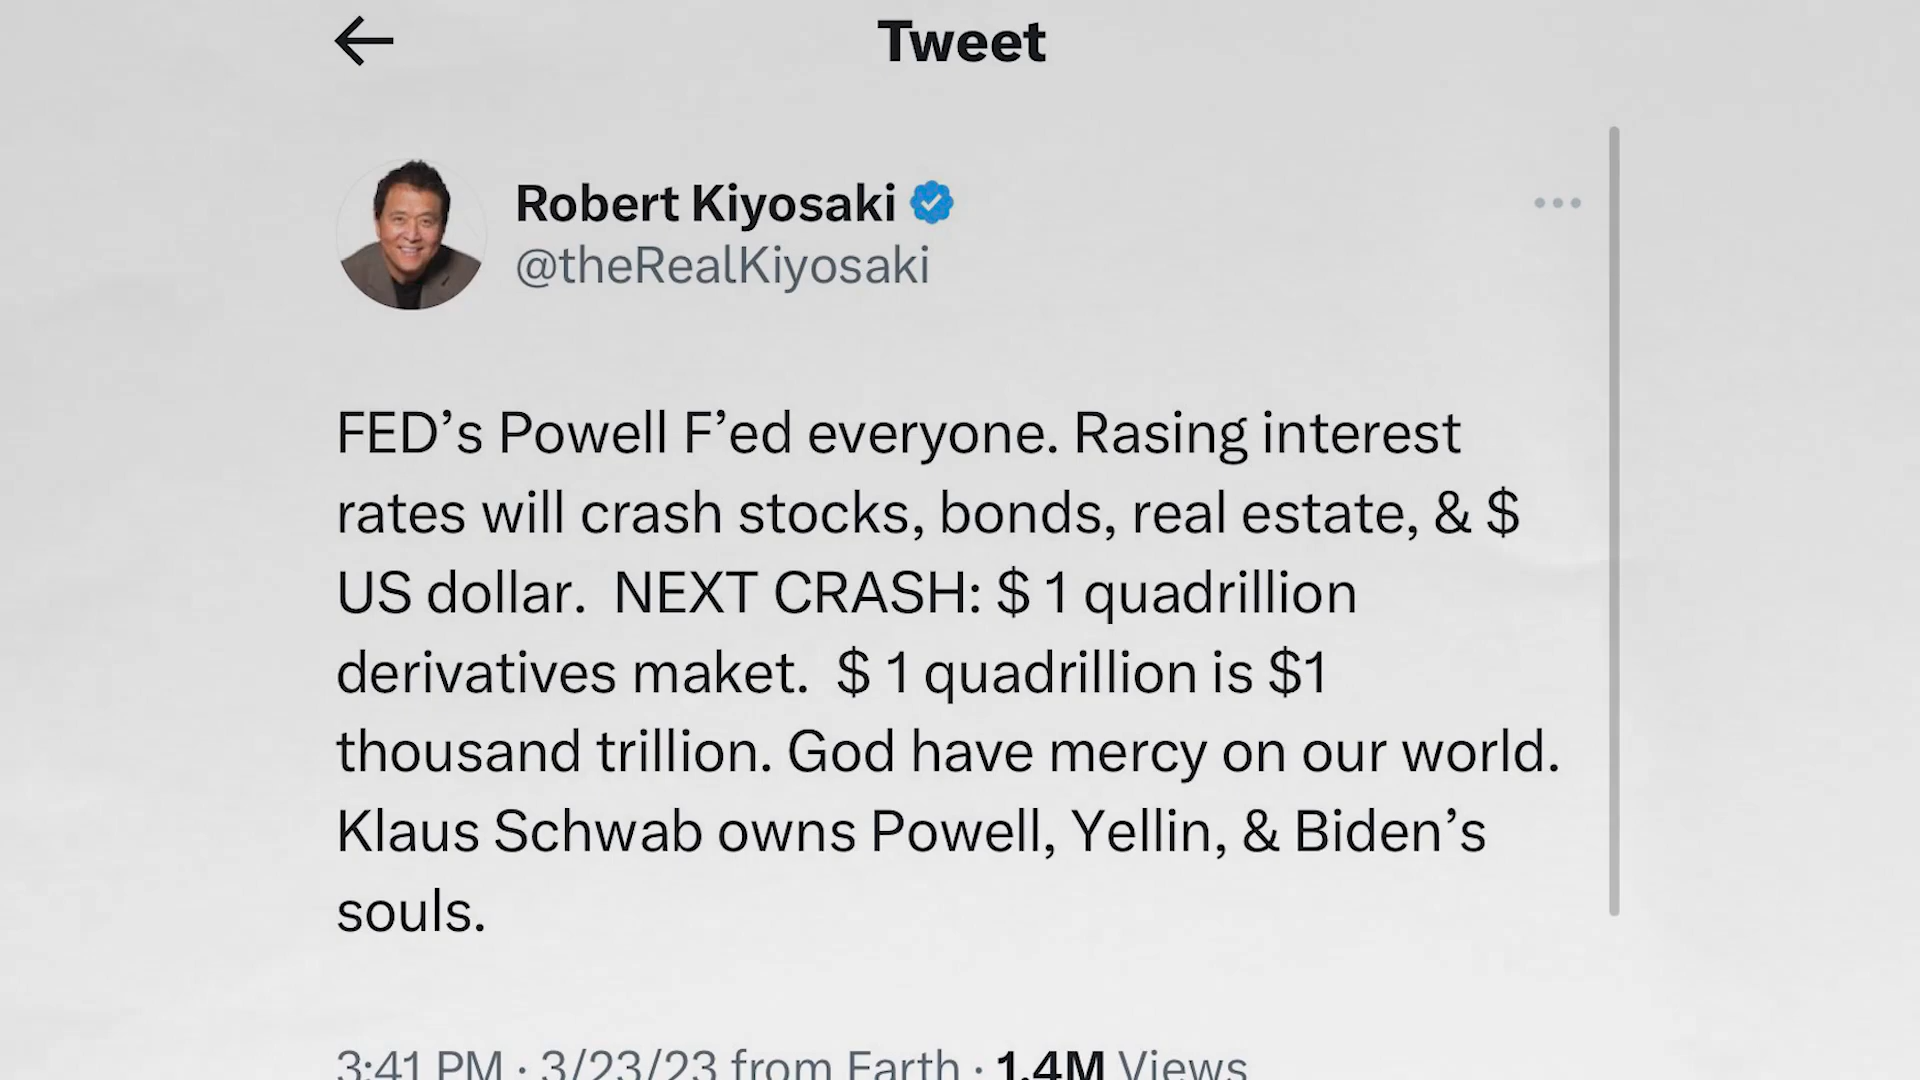 Tweet
Robert Kiyosaki
@theRealKiyosaki
FED’s Powell F’ed everyone. Rasing interest
rates will crash stocks, bonds, real estate, & $
US dollar.  NEXT CRASH: $ 1 quadrillion
derivatives maket.  $ 1 quadrillion is $1
thousand trillion. God have mercy on our world.
Klaus Schwab owns Powell, Yellin, & Biden’s
souls.
3:41 PM · 3/23/23 from Earth · 1.4M Views